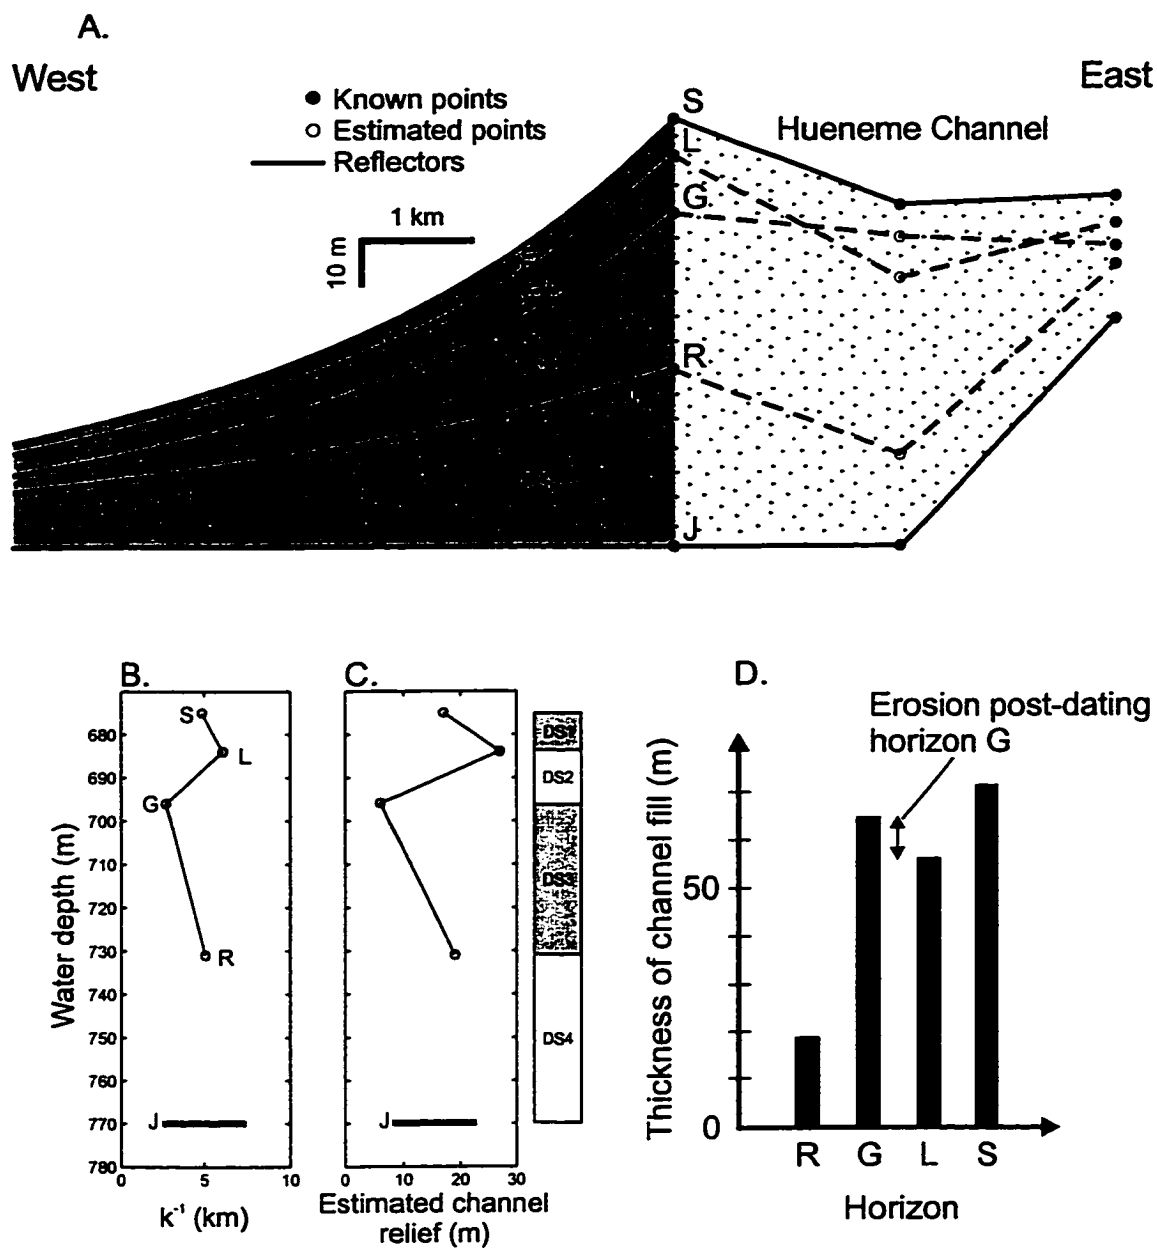 A.
West
East
Known points
Estimated points
Reflectors
Hueneme Channel
1 km
10 m
S
L
G
R
J
B.
C.
D.
Water depth (m)
680
690
700
710
720
730
740
750
760
770
780
S
L
G
R
J
0
5
10
k⁻¹ (km)
J
0
10
20
30
Estimated channel
relief (m)
DS2
DS3
DS4
Erosion post-dating
horizon G
Thickness of channel fill (m)
50
0
R G L S
Horizon